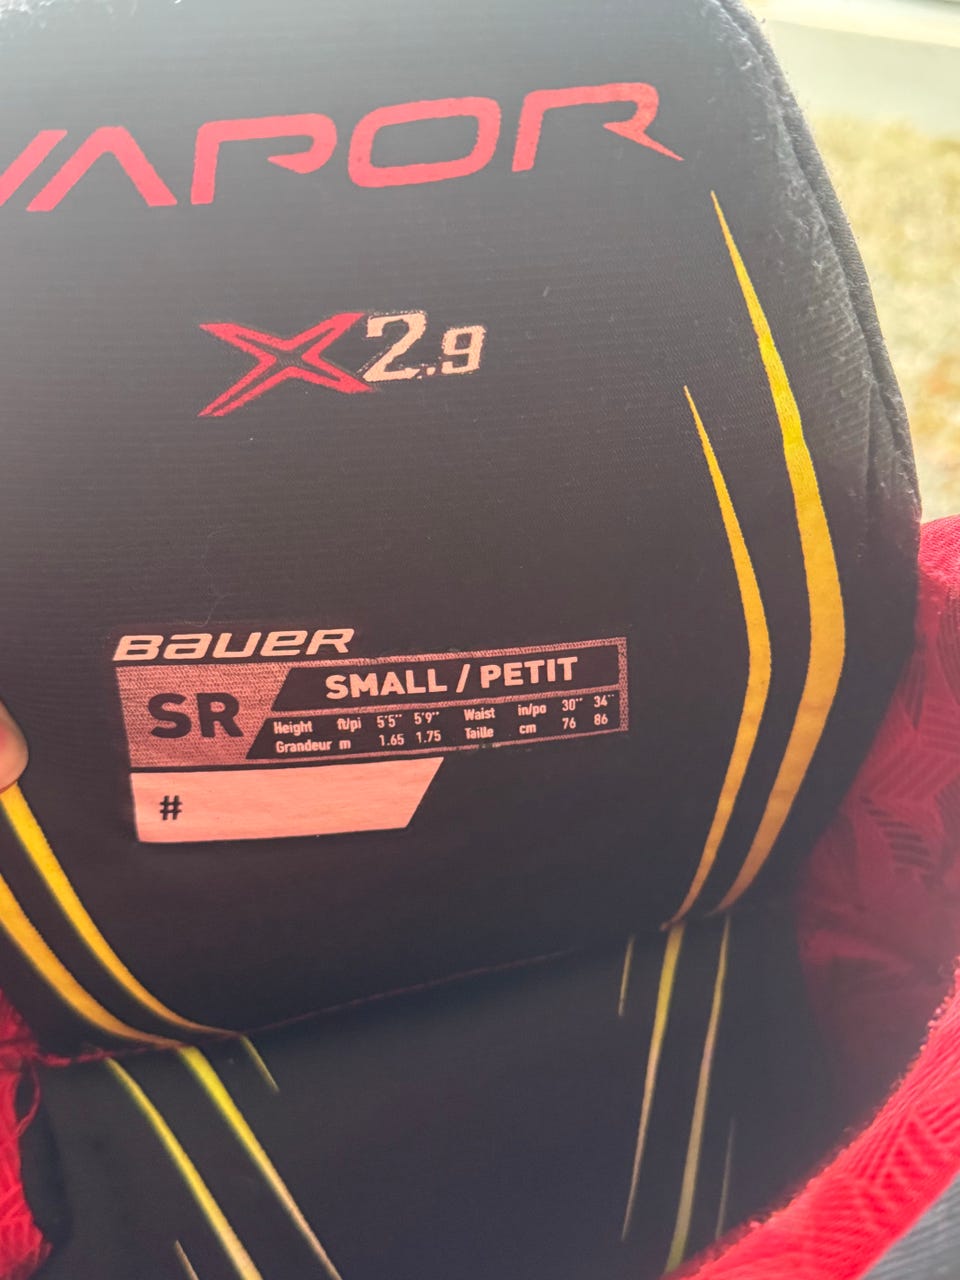 VAPOR
X2.9
BAUER
SR
SMALL / PETIT
Height ft/pi 5'5'' 5'9'' Waist in/po 30'' 34''
Grandeur m 1.65 1.75 Taille cm 76 86
#